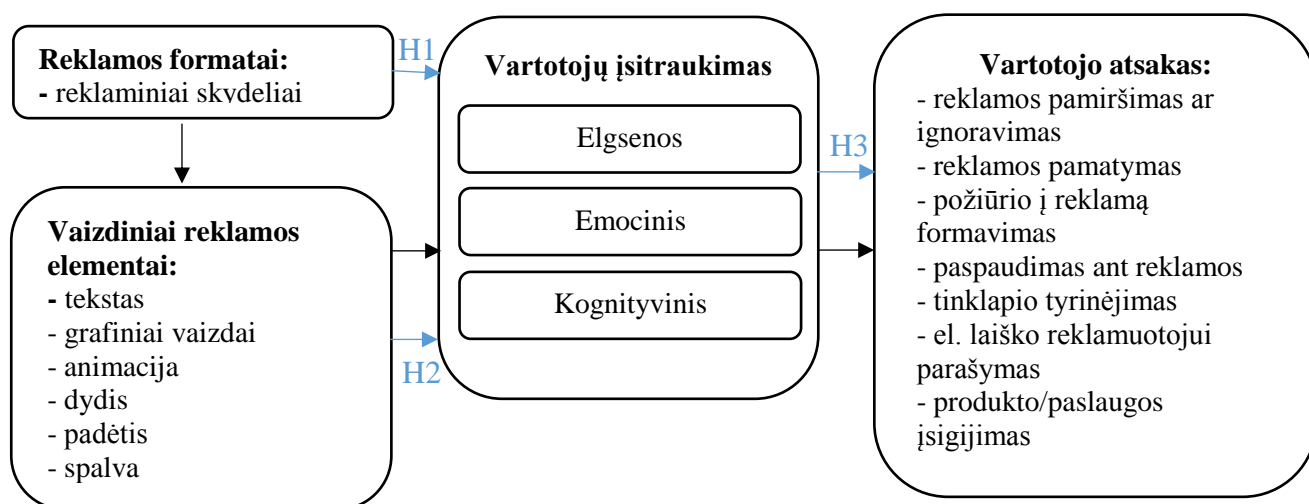 Reklamos formatai:
- reklaminiai skydeliai
H1
Vaizdiniai reklamos
elementai:
- tekstas
- grafiniai vaizdai
- animacija
- dydis
- padėtis
- spalva
H2
Vartotojų įsitraukimas
Elgsenos
Emocinis
Kognityvinis
H3
Vartotojo atsakas:
- reklamos pamiršimas ar
ignoravimas
- reklamos pamatymas
- požiūrio į reklamą
formavimas
- paspaudimas ant reklamos
- tinklapio tyrinėjimas
- el. laiško reklamuotojui
parašymas
- produkto/paslaugos
įsigijimas